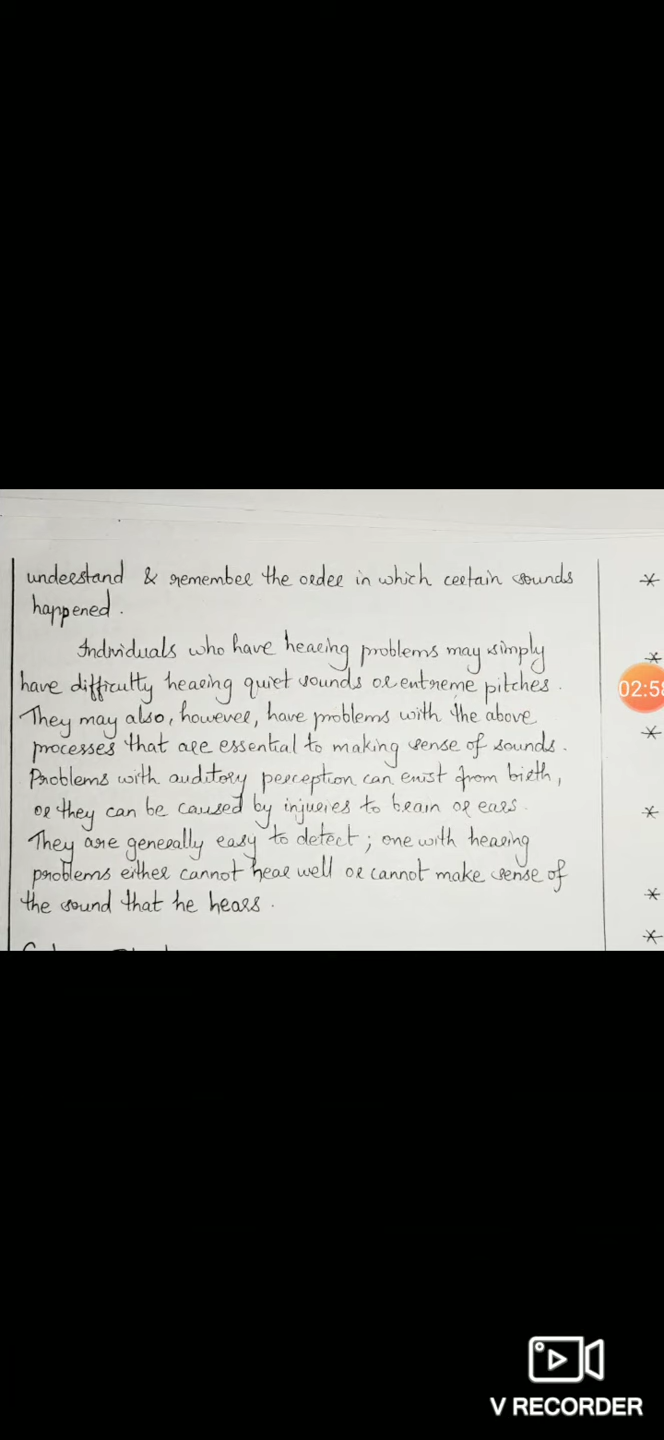 understand & remember the order in which certain sounds
happened.
Individuals who have hearing problems may simply
have difficulty hearing quiet sounds or extreme pitches.
They may also, however, have problems with the above
processes that are essential to making sense of sounds.
Problems with auditory perception can exist from birth,
or they can be caused by injuries to brain or ears.
They are generally easy to detect; one with hearing
problems either cannot hear well or cannot make sense of
the sound that he hears.
02:58
V RECORDER